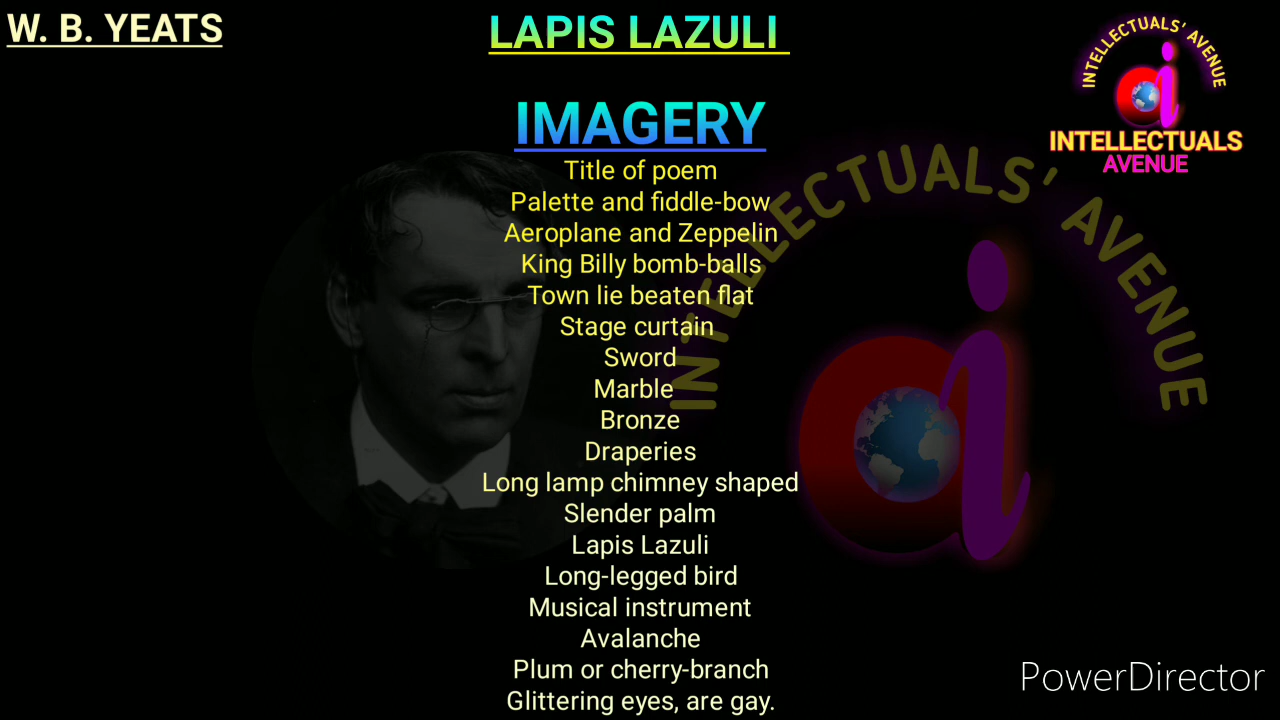 W. B. YEATS
LAPIS LAZULI
INTELLECTUALS' AVENUE
INTELLECTUALS
AVENUE
IMAGERY
Title of poem
Palette and fiddle-bow
Aeroplane and Zeppelin
King Billy bomb-balls
Town lie beaten flat
Stage curtain
Sword
Marble
Bronze
Draperies
Long lamp chimney shaped
Slender palm
Lapis Lazuli
Long-legged bird
Musical instrument
Avalanche
Plum or cherry-branch
Glittering eyes, are gay.
INTELLECTUALS' AVENUE
PowerDirector